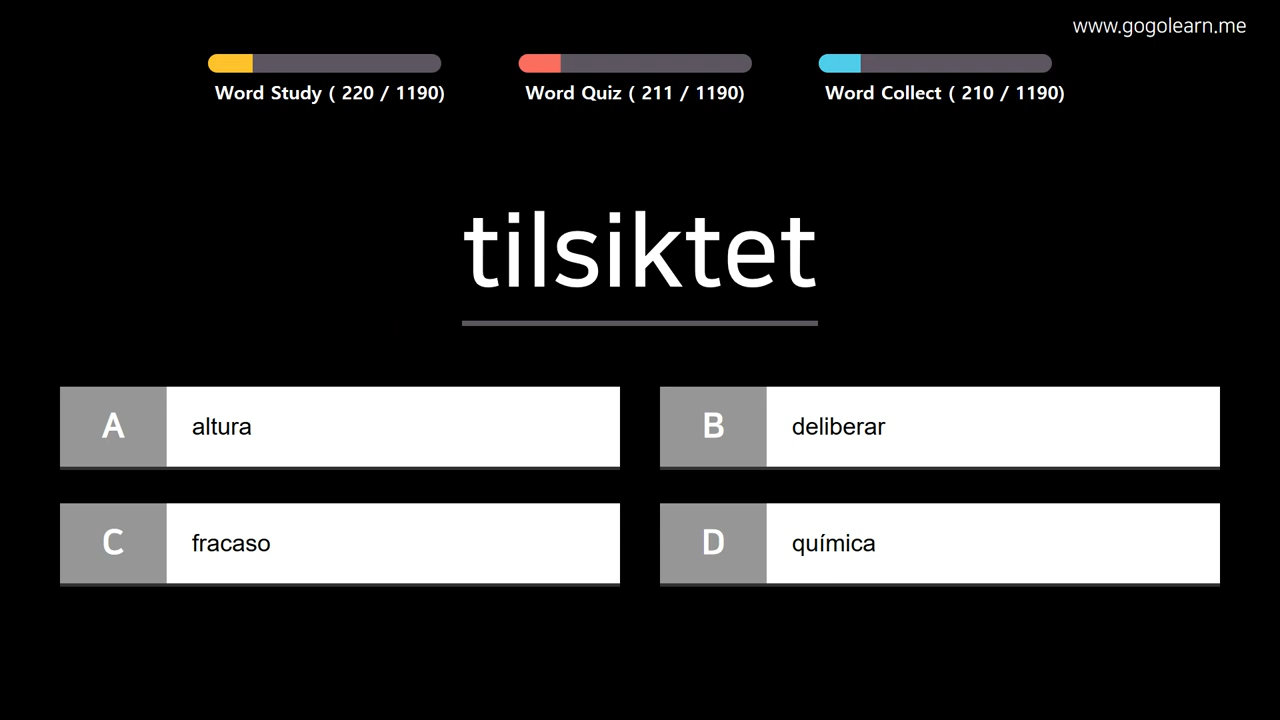 www.gogolearn.me
Word Study ( 220 / 1190)
Word Quiz ( 211 / 1190)
Word Collect ( 210 / 1190)
tilsiktet
A altura
B deliberar
C fracaso
D química